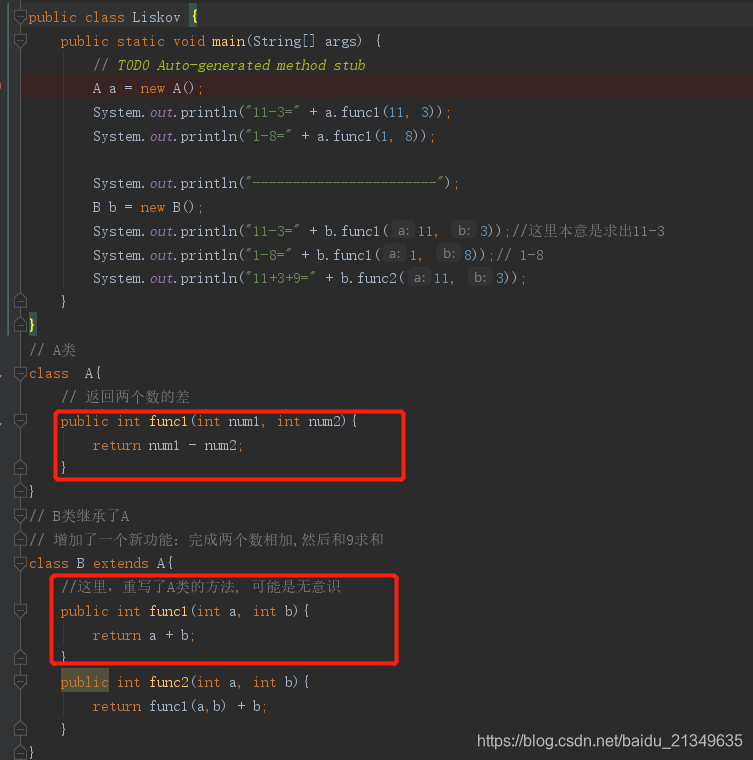 public class Liskov {
    public static void main(String[] args) {
        // TODO Auto-generated method stub
        A a = new A();
        System.out.println("11-3=" + a.func1(11, 3));
        System.out.println("1-8=" + a.func1(1, 8));
        System.out.println("-----------------------");
        B b = new B();
        System.out.println("11-3=" + b.func1( a: 11, b: 3));//这里本意是求出11-3
        System.out.println("1-8=" + b.func1( a: 1, b: 8));// 1-8
        System.out.println("11+3+9=" + b.func2( a: 11, b: 3));
    }
}
// A类
class  A{
    // 返回两个数的差
    public int func1(int num1, int num2){
        return num1 - num2;
    }
}
// B类继承了A
// 增加了一个新功能：完成两个数相加,然后和9求和
class B extends A{
    //这里，重写了A类的方法, 可能是无意识
    public int func1(int a, int b){
        return a + b;
    }
    public int func2(int a, int b){
        return func1(a,b) + b;
    }
}
https://blog.csdn.net/baidu_21349635